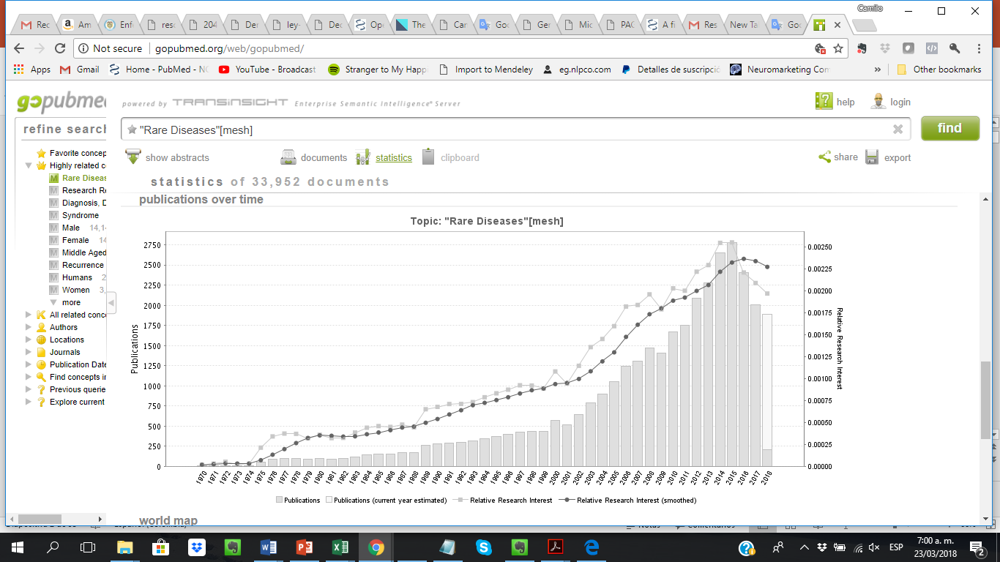 Camilo
Rec Am Enf reso 204 Der ley- Dec Ope The Car Goo Ger Mic PAC A fi Res New Ta Goo
Not secure gopubmed.org/web/gopubmed/
Apps Gmail Home - PubMed - NC YouTube - Broadcast Stranger to My Happ Import to Mendeley eg.nlpco.com Detalles de suscripció Neuromarketing Com » Other bookmarks
gopubmed powered by TRANSINSIGHT Enterprise Semantic Intelligence® Server help login
refine search "Rare Diseases"[mesh] find
show abstracts documents statistics clipboard share export
statistics of 33,952 documents
Favorite concep
Highly related co
Rare Diseas
Research Re
Diagnosis, D
Syndrome
Male 14,14
Female 14
Middle Aged
Recurrence
Humans 2
Women 3,
more
All related conc
Authors
Locations
Journals
Publication Date
Find concepts in
Previous querie
Explore current
publications over time
Topic: "Rare Diseases"[mesh]
Publications
2750
2500
2250
2000
1750
1500
1250
1000
750
500
250
0
0.00250
0.00225
0.00200
0.00175
0.00150
0.00125
0.00100
0.00075
0.00050
0.00025
0.00000
Relative Research Interest
1970 1971 1972 1973 1974 1975 1976 1977 1978 1979 1980 1981 1982 1983 1984 1985 1986 1987 1988 1989 1990 1991 1992 1993 1994 1995 1996 1997 1998 1999 2000 2001 2002 2003 2004 2005 2006 2007 2008 2009 2010 2011 2012 2013 2014 2015 2016 2017 2018
Publications Publications (current year estimated) Relative Research Interest Relative Research Interest (smoothed)
world map
ESP
7:00 a. m.
23/03/2018
2